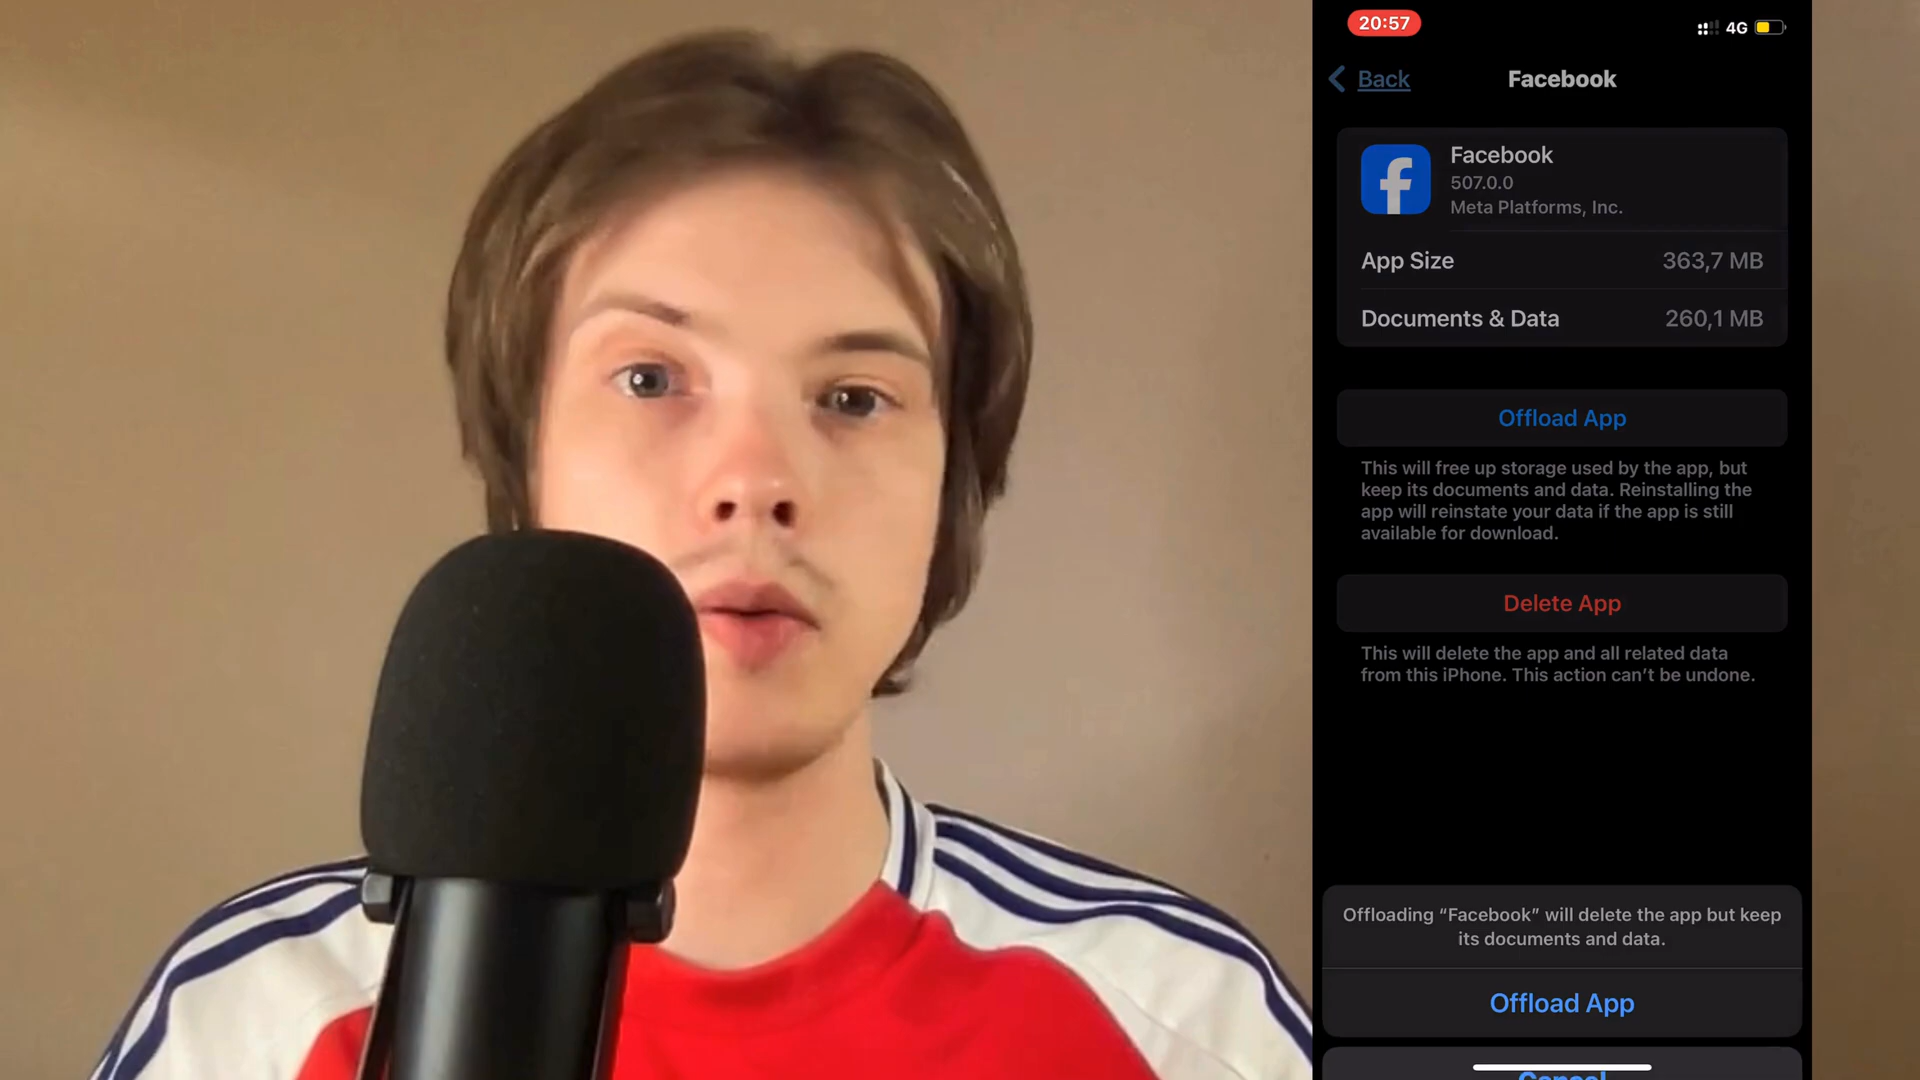 20:57
4G
Back
Facebook
Facebook
507.0.0
Meta Platforms, Inc.
App Size
363,7 MB
Documents & Data
260,1 MB
Offload App
This will free up storage used by the app, but
keep its documents and data. Reinstalling the
app will reinstate your data if the app is still
available for download.
Delete App
This will delete the app and all related data
from this iPhone. This action can't be undone.
Offloading “Facebook” will delete the app but keep
its documents and data.
Offload App
Cancel